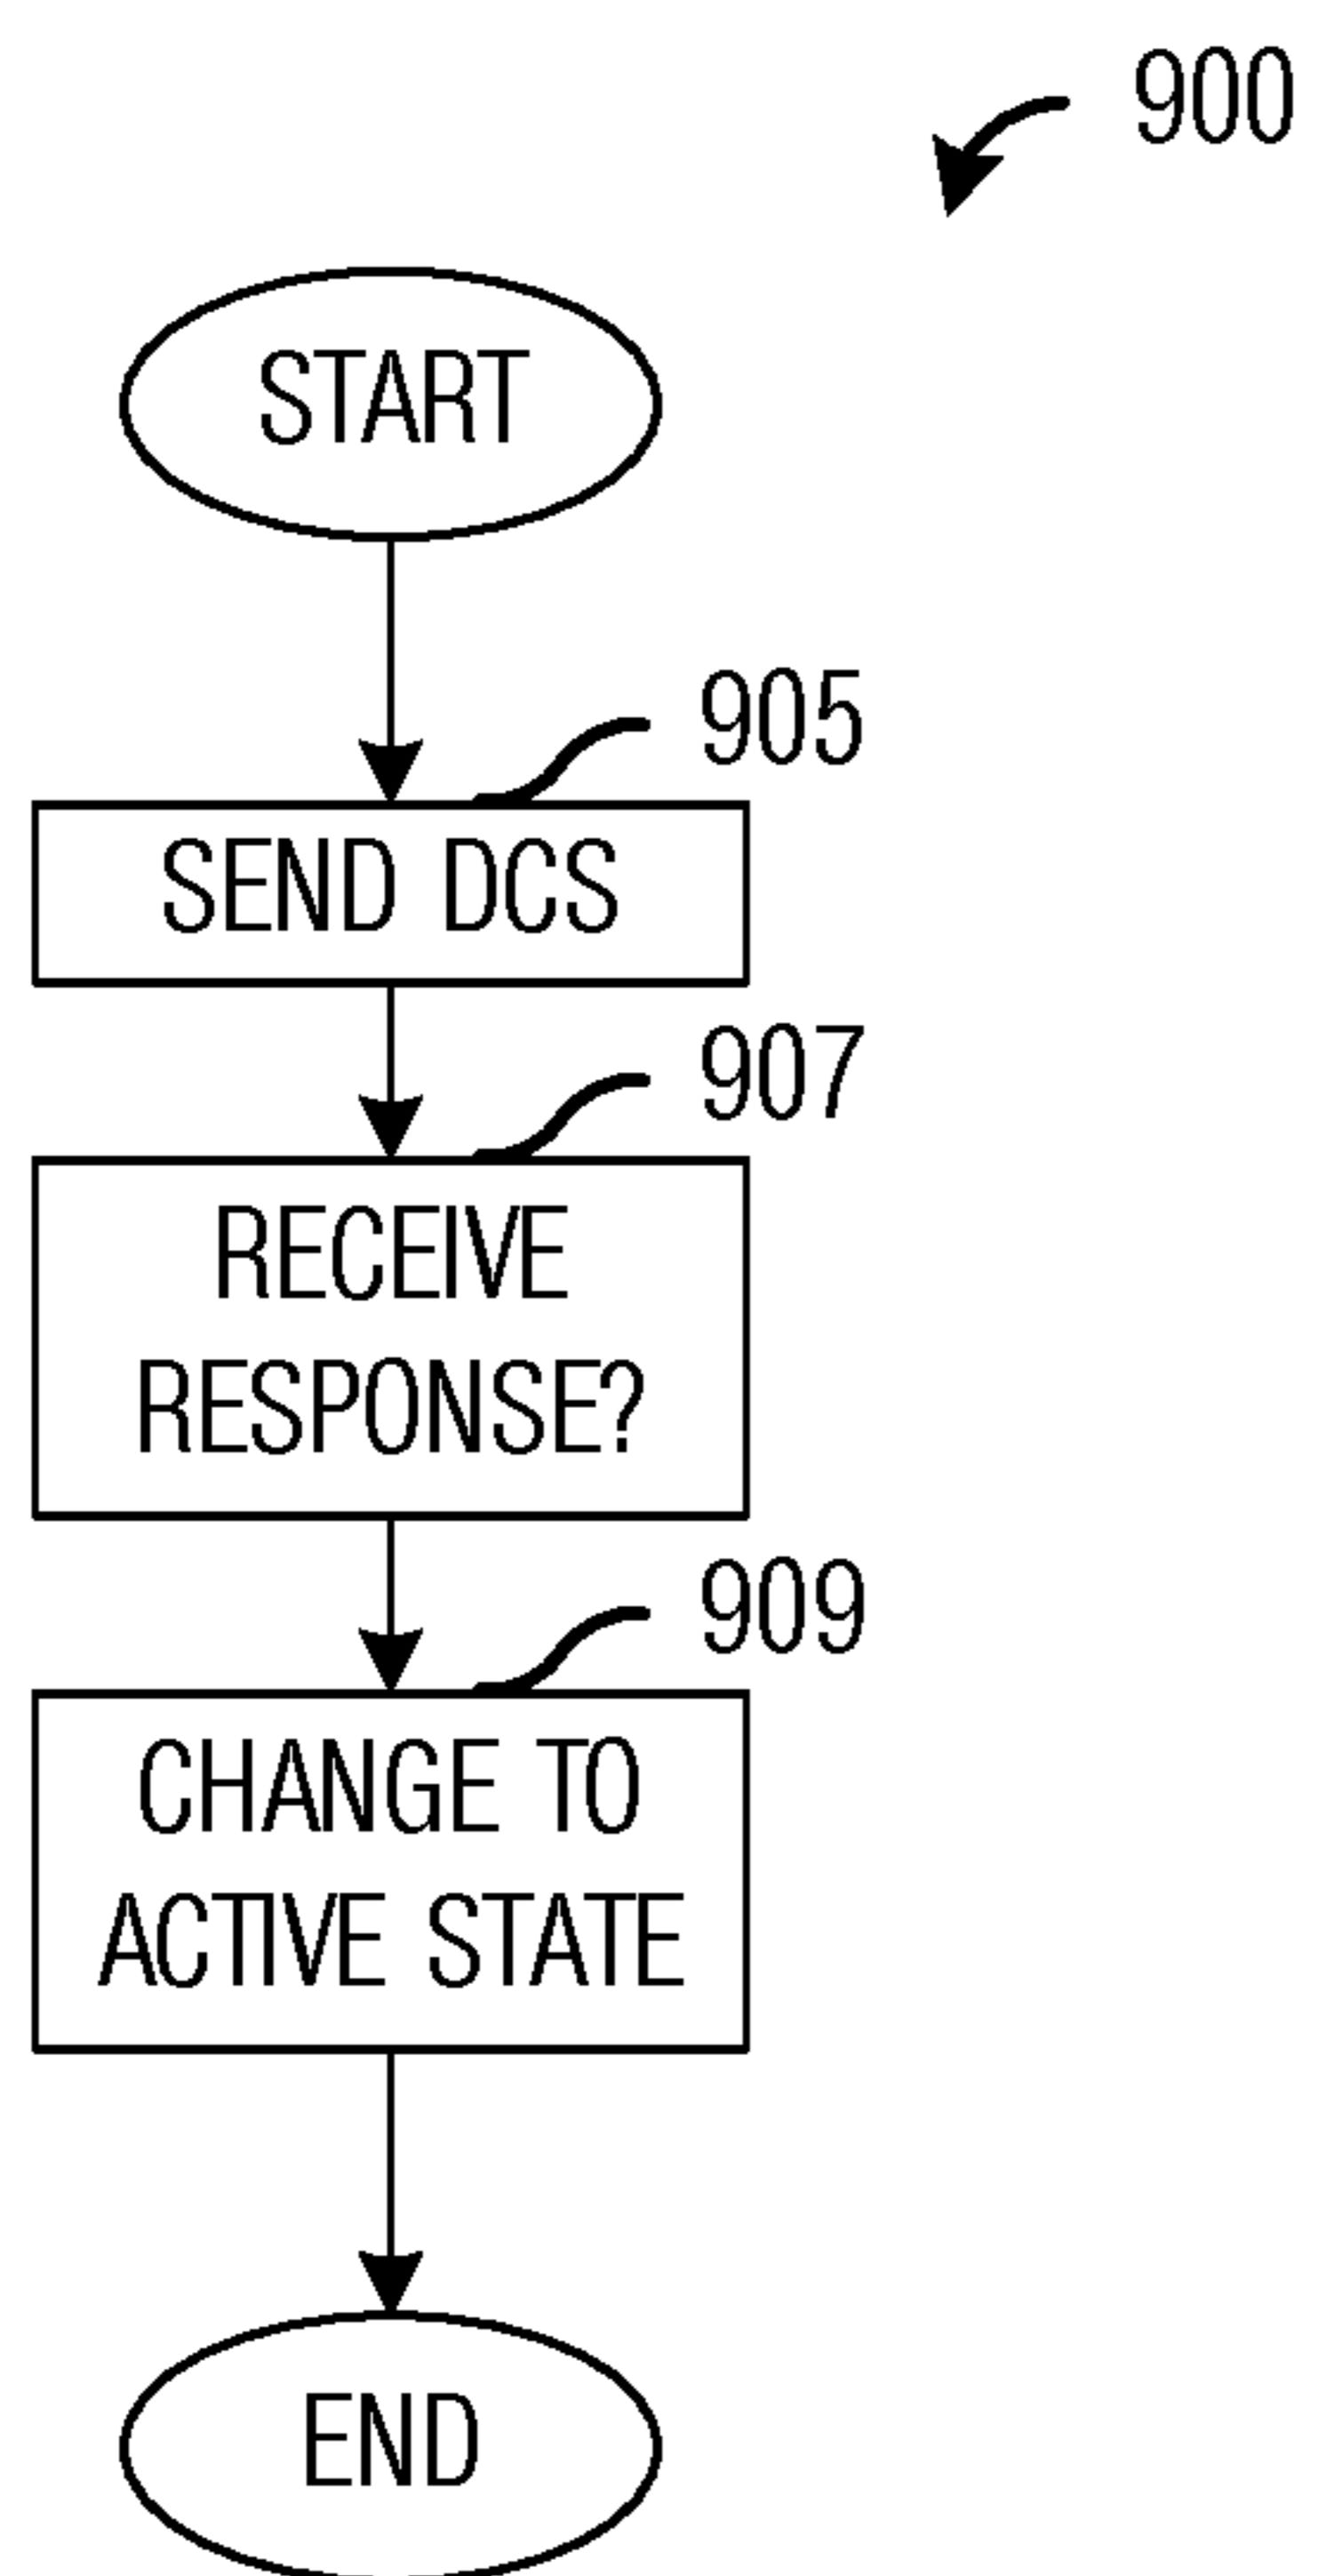 900
START
905
SEND DCS
907
RECEIVE
RESPONSE?
909
CHANGE TO
ACTIVE STATE
END